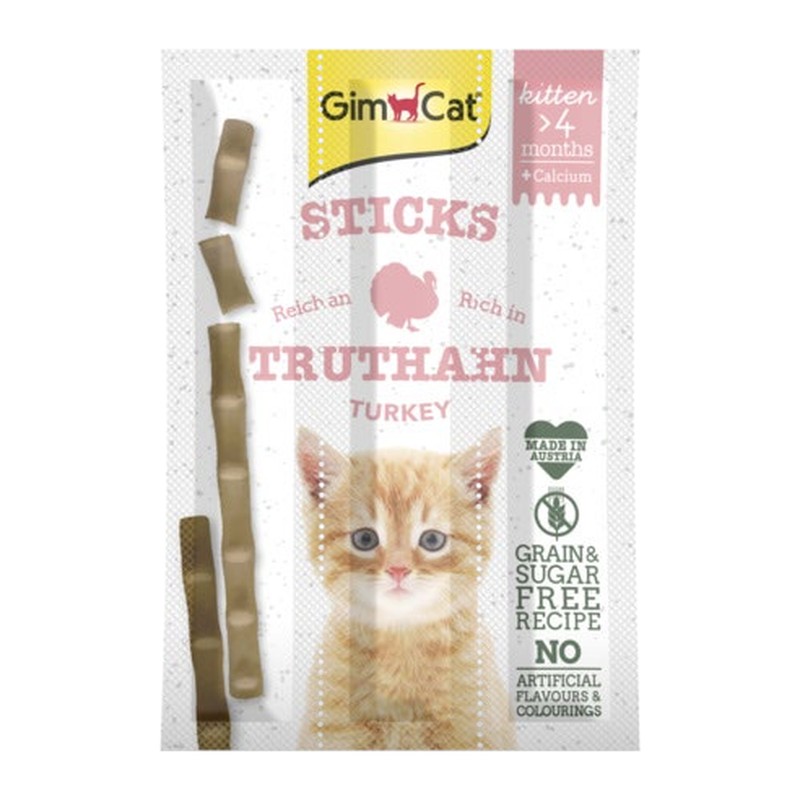 GimCat
kitten
>4
months
+Calcium
STICKS
Reich an Rich in
TRUTHAHN
TURKEY
MADE IN
AUSTRIA
GRAIN&
SUGAR
FREE
RECIPE
NO
ARTIFICIAL
FLAVOURS &
COLOURINGS